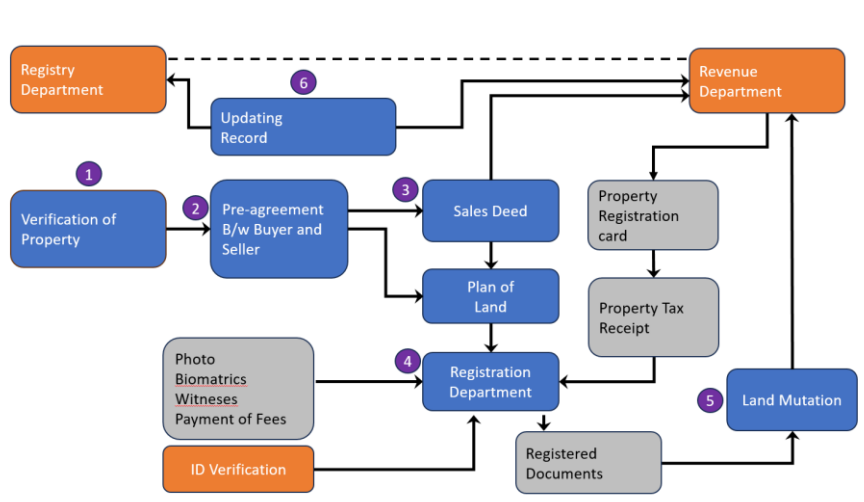 Registry
Department
Revenue
Department
6
Updating
Record
1
Verification of
Property
2
Pre-agreement
B/w Buyer and
Seller
3
Sales Deed
Property
Registration
card
Plan of
Land
Property Tax
Receipt
Photo
Biomatrics
Witneses
Payment of Fees
4
Registration
Department
5
Land Mutation
ID Verification
Registered
Documents